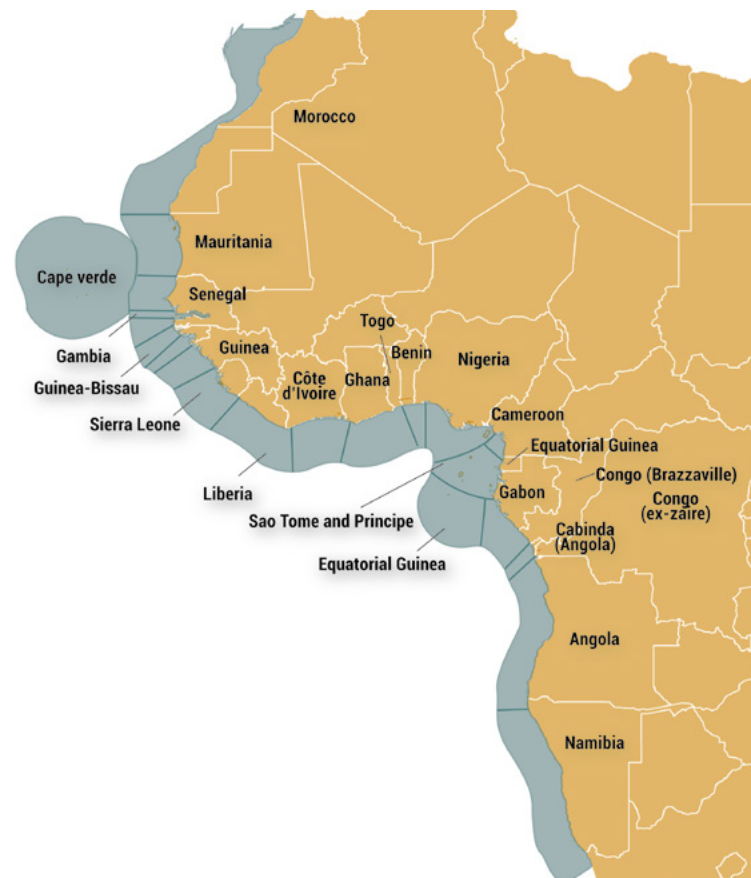 Morocco
Mauritania
Cape verde
Senegal
Togo
Gambia
Guinea
Benin
Nigeria
Guinea-Bissau
Côte
d'Ivoire
Ghana
Sierra Leone
Cameroon
Equatorial Guinea
Congo (Brazzaville)
Liberia
Gabon
Congo
(ex-zaire)
Sao Tome and Principe
Cabinda
(Angola)
Equatorial Guinea
Angola
Namibia